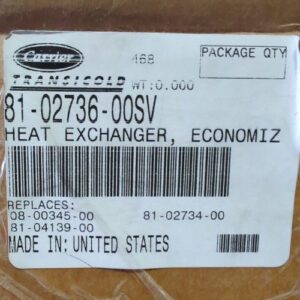 Carrier
468
PACKAGE QTY
TRANSICOLD
WT:0.000
81-02736-00SV
HEAT EXCHANGER, ECONOMIZ
REPLACES:
08-00345-00 81-02734-00
81-04139-00
MADE IN: UNITED STATES